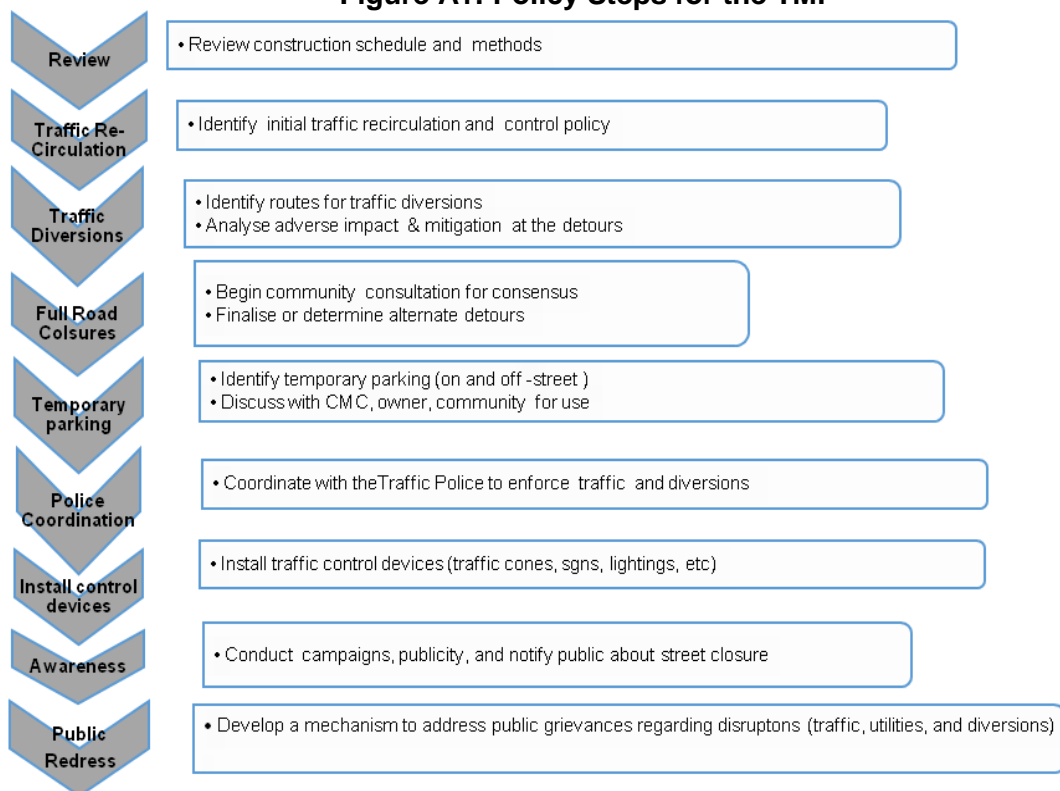 Figure A1: Policy Steps for the TMP
Review
• Review construction schedule and methods
Traffic Re-
Circulation
• Identify initial traffic recirculation and control policy
Traffic
Diversions
• Identify routes for traffic diversions
• Analyse adverse impact & mitigation at the detours
Full Road
Colsures
• Begin community consultation for consensus
• Finalise or determine alternate detours
Temporary
parking
• Identify temporary parking (on and off -street )
• Discuss with CMC, owner, community for use
Police
Coordination
• Coordinate with theTraffic Police to enforce traffic and diversions
Install control
devices
• Install traffic control devices (traffic cones, sgns, lightings, etc)
Awareness
• Conduct campaigns, publicity, and notify public about street closure
Public
Redress
• Develop a mechanism to address public grievances regarding disruptons (traffic, utilities, and diversions)